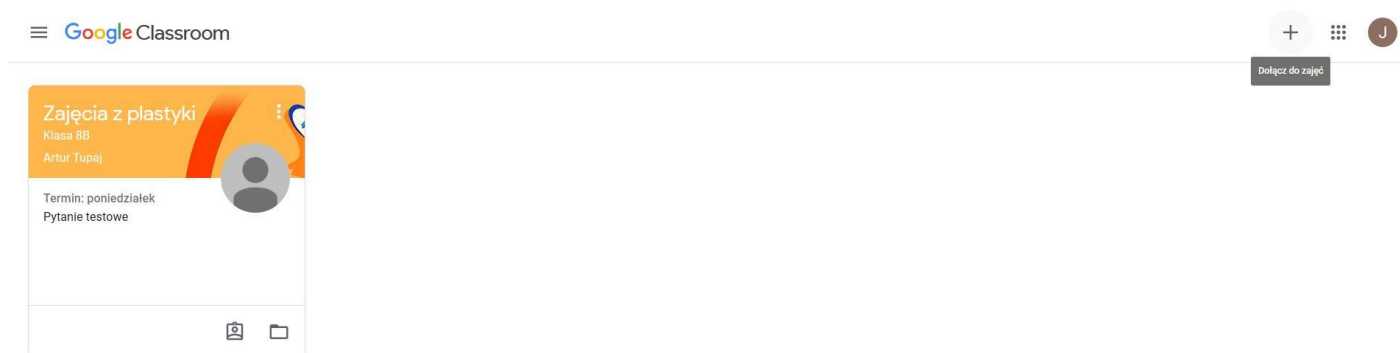 Google Classroom
J
Dołącz do zajęć
Zajęcia z plastyki
Klasa 8B
Artur Tupaj
Termin: poniedziałek
Pytanie testowe